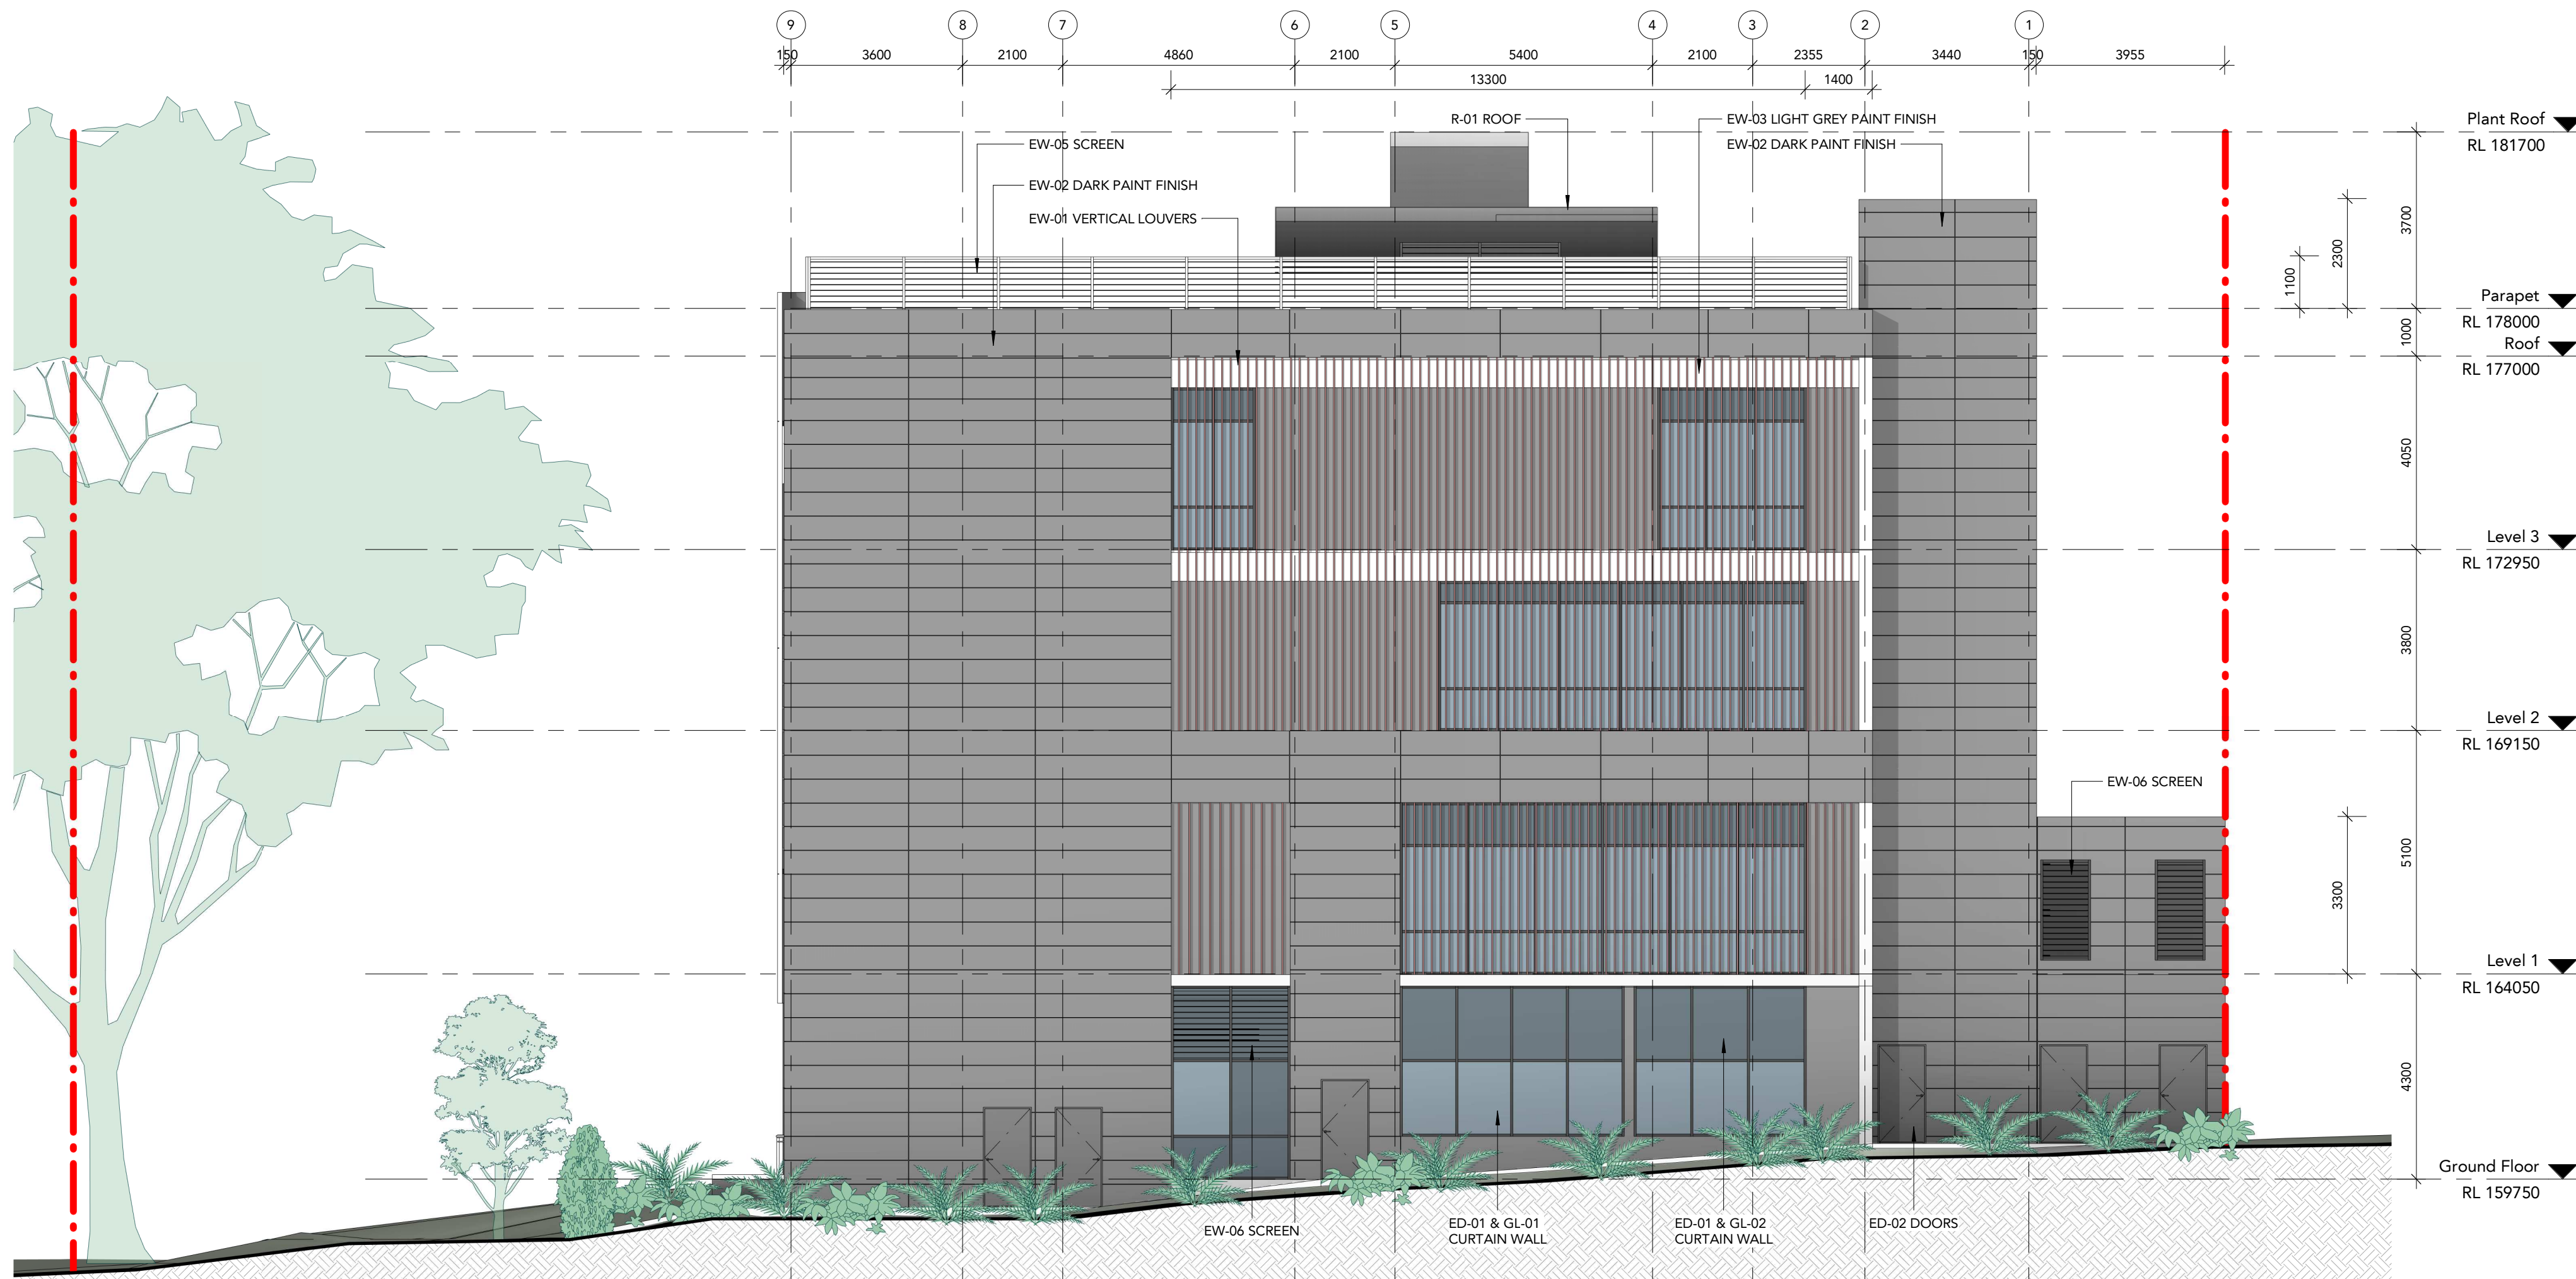 9 8 7 6 5 4 3 2 1
150 3600 2100 4860 2100 5400 2100 2355 3440 150 3955
13300 1400
R-01 ROOF
EW-03 LIGHT GREY PAINT FINISH
EW-05 SCREEN
EW-02 DARK PAINT FINISH
EW-02 DARK PAINT FINISH
EW-01 VERTICAL LOUVERS
Plant Roof
RL 181700
3700
2300
1100
Parapet
RL 178000
1000
Roof
RL 177000
4050
Level 3
RL 172950
3800
Level 2
RL 169150
EW-06 SCREEN
5100
3300
Level 1
RL 164050
4300
Ground Floor
RL 159750
EW-06 SCREEN
ED-01 & GL-01
CURTAIN WALL
ED-01 & GL-02
CURTAIN WALL
ED-02 DOORS